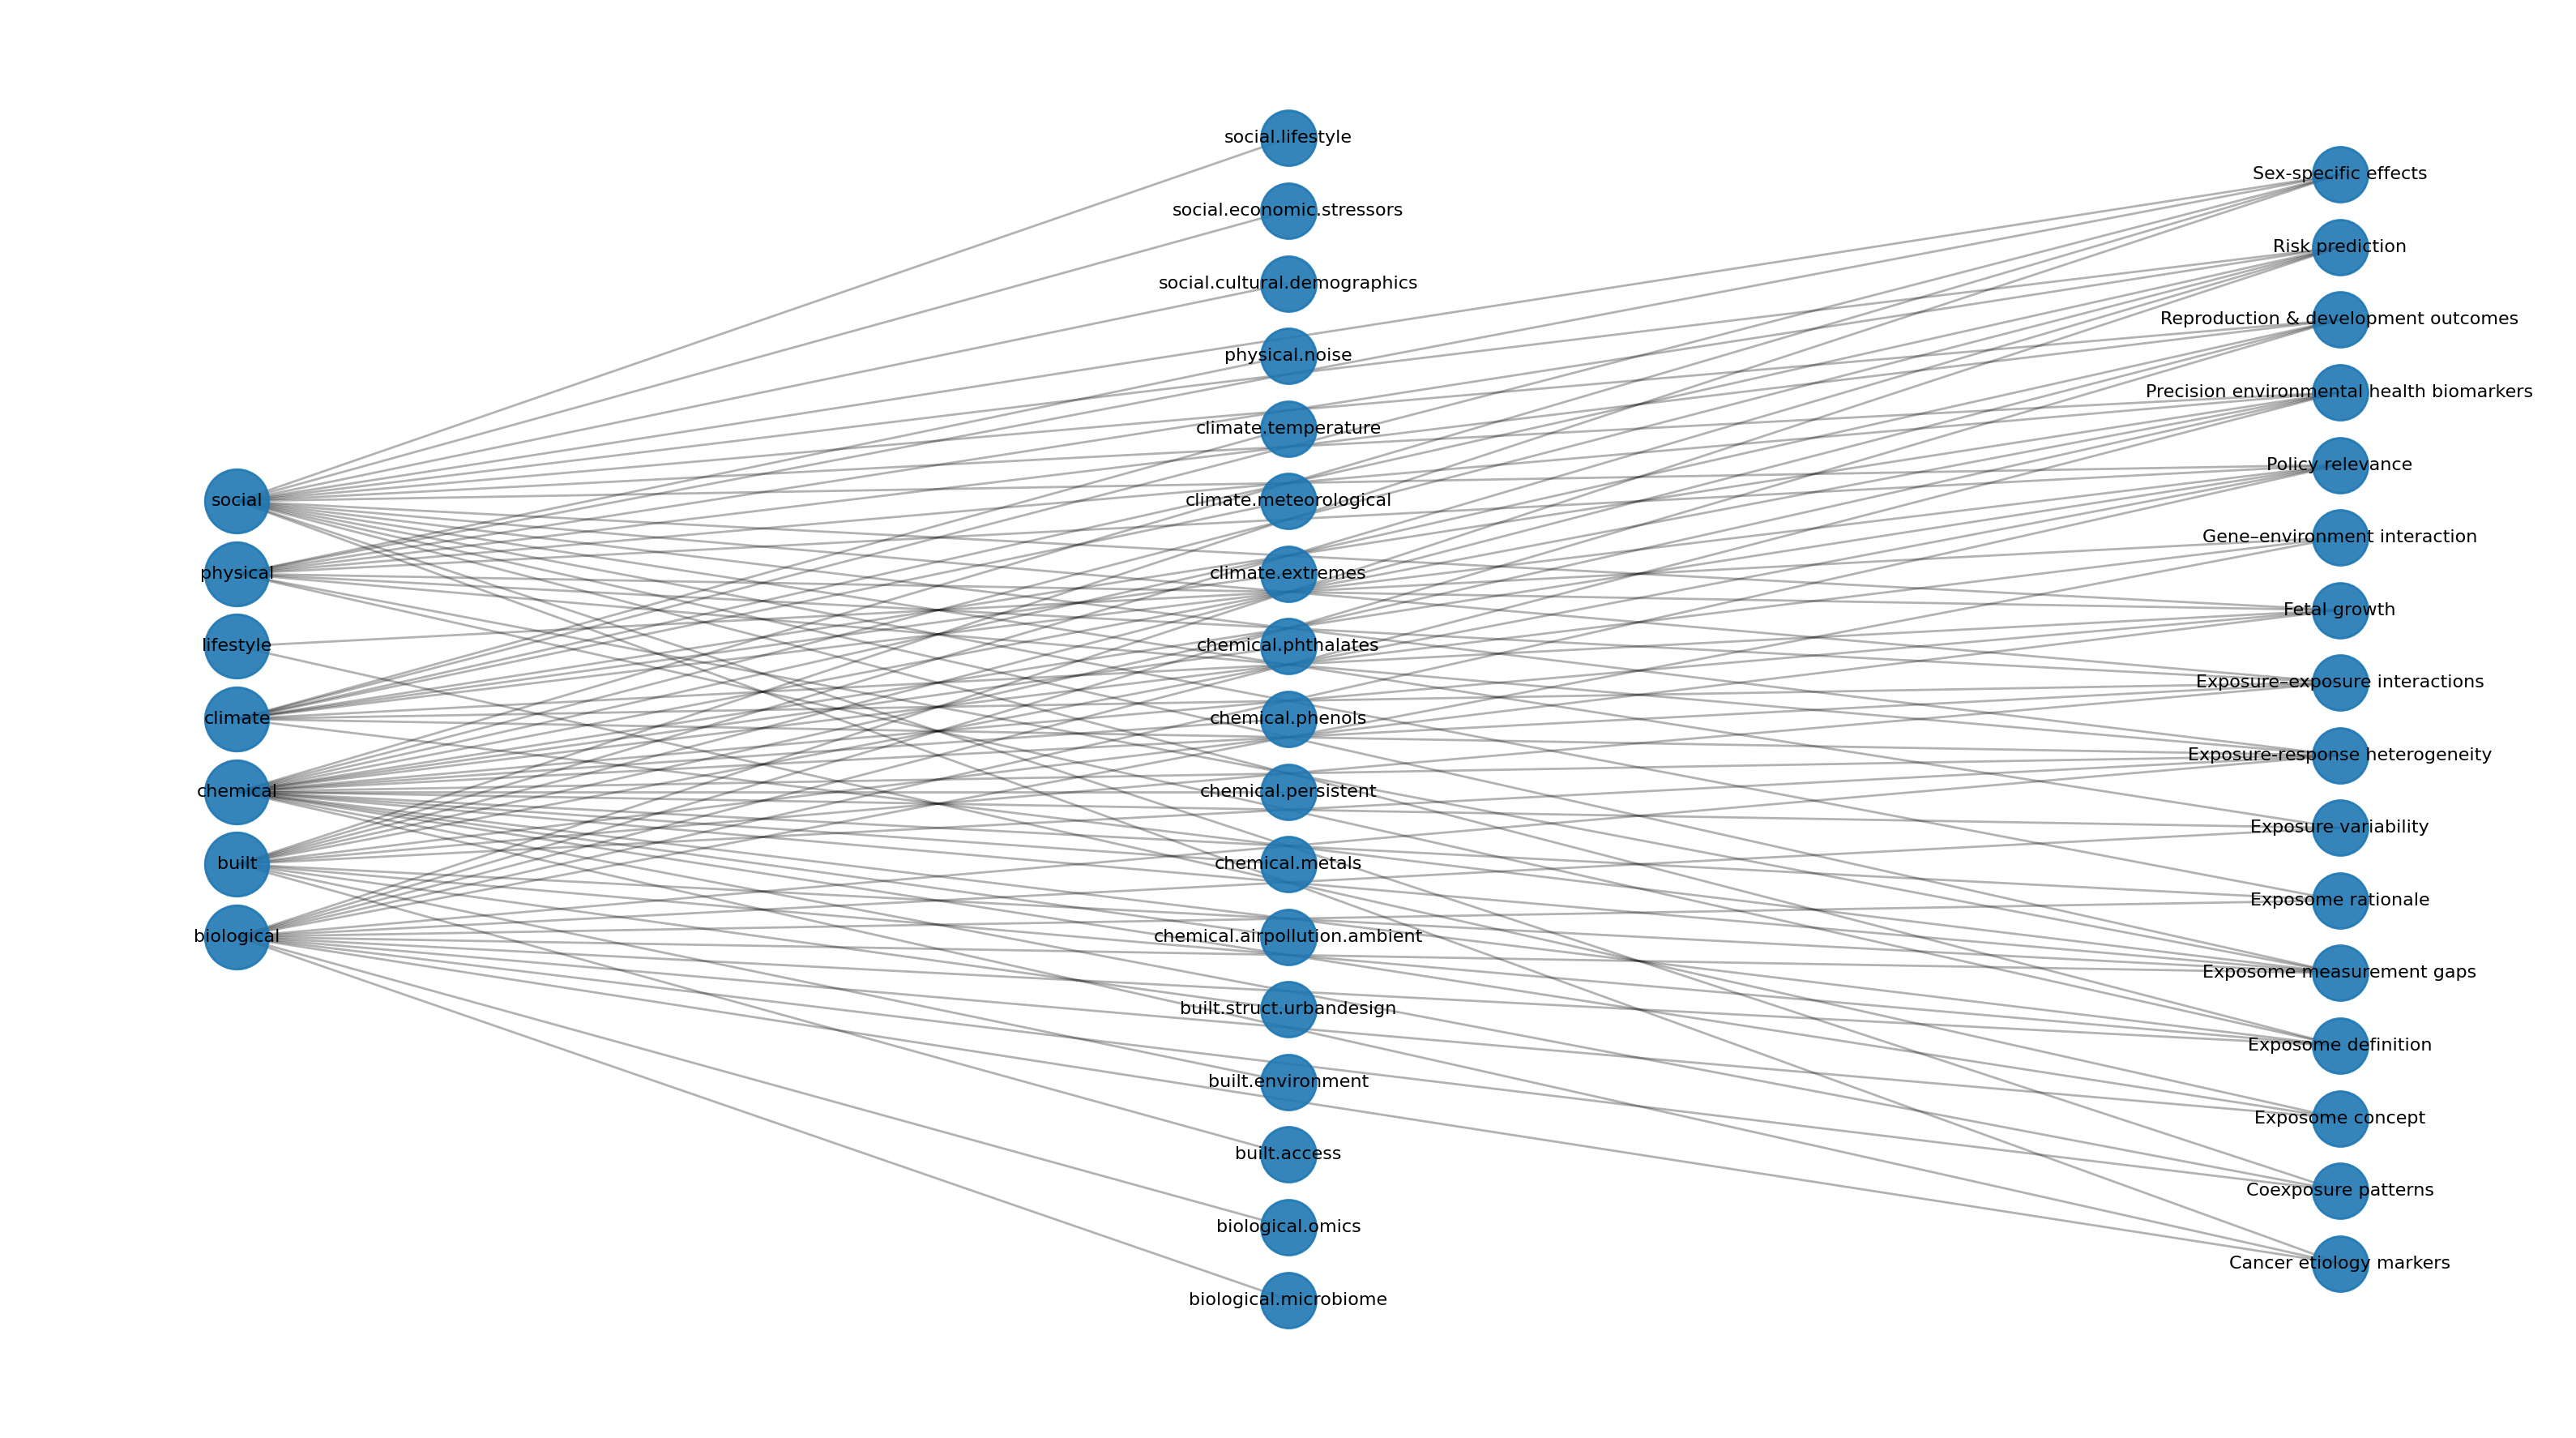 social
physical
lifestyle
climate
chemical
built
biological
social.lifestyle
social.economic.stressors
social.cultural.demographics
physical.noise
climate.temperature
climate.meteorological
climate.extremes
chemical.phthalates
chemical.phenols
chemical.persistent
chemical.metals
chemical.airpollution.ambient
built.struct.urbandesign
built.environment
built.access
biological.omics
biological.microbiome
Sex-specific effects
Risk prediction
Reproduction & development outcomes
Precision environmental health biomarkers
Policy relevance
Gene–environment interaction
Fetal growth
Exposure–exposure interactions
Exposure-response heterogeneity
Exposure variability
Exposome rationale
Exposome measurement gaps
Exposome definition
Exposome concept
Coexposure patterns
Cancer etiology markers